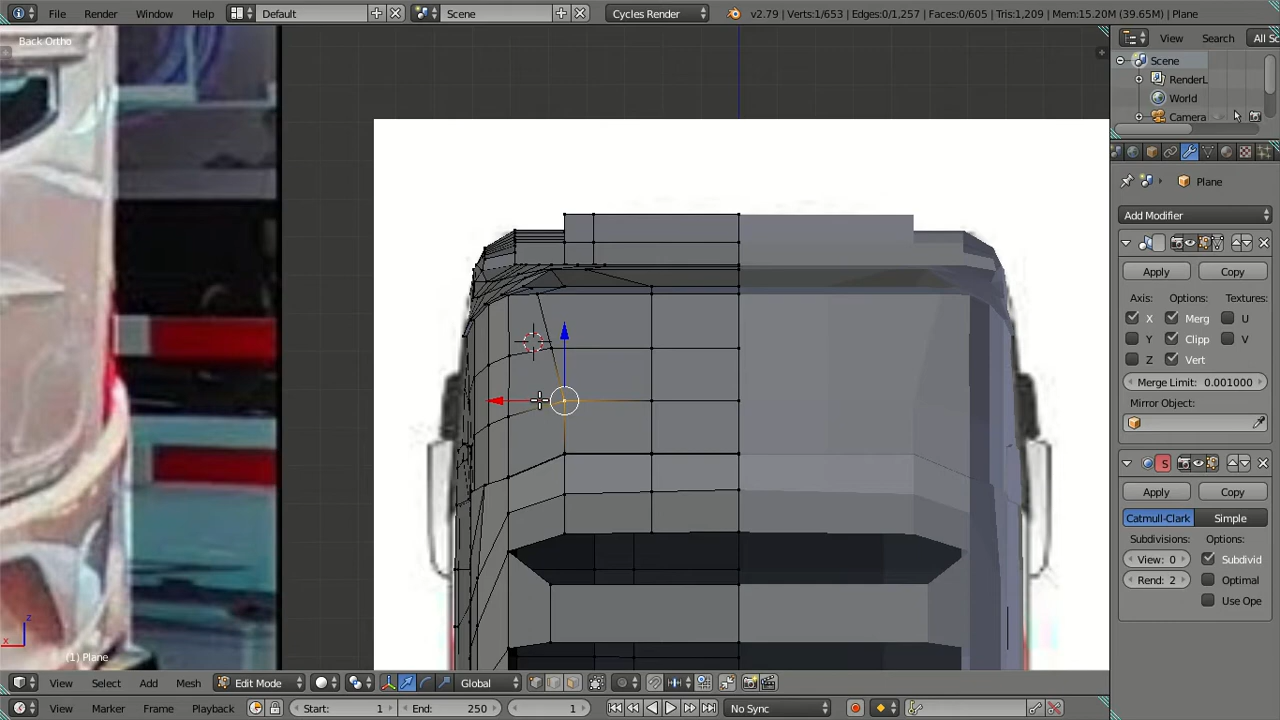 File Render Window Help Default Scene Cycles Render v2.79 | Verts:1/653 | Edges:0/1,257 | Faces:0/605 | Tris:1,209 | Mem:15.20M (39.65M) | Plane
Back Ortho
View Search All Sc
Scene
RenderL
World
Camera
Plane
Add Modifier
Apply Copy
Axis: Options: Textures:
X Merg U
Y Clipp V
Z Vert
Merge Limit: 0.001000
Mirror Object:
S
Apply Copy
Catmull-Clark Simple
Subdivisions: Options:
View: 0 Subdivid
Rend: 2 Optimal
Use Ope
z
x
(1) Plane
View Select Add Mesh Edit Mode Global
View Marker Frame Playback Start: 1 End: 250 1 No Sync